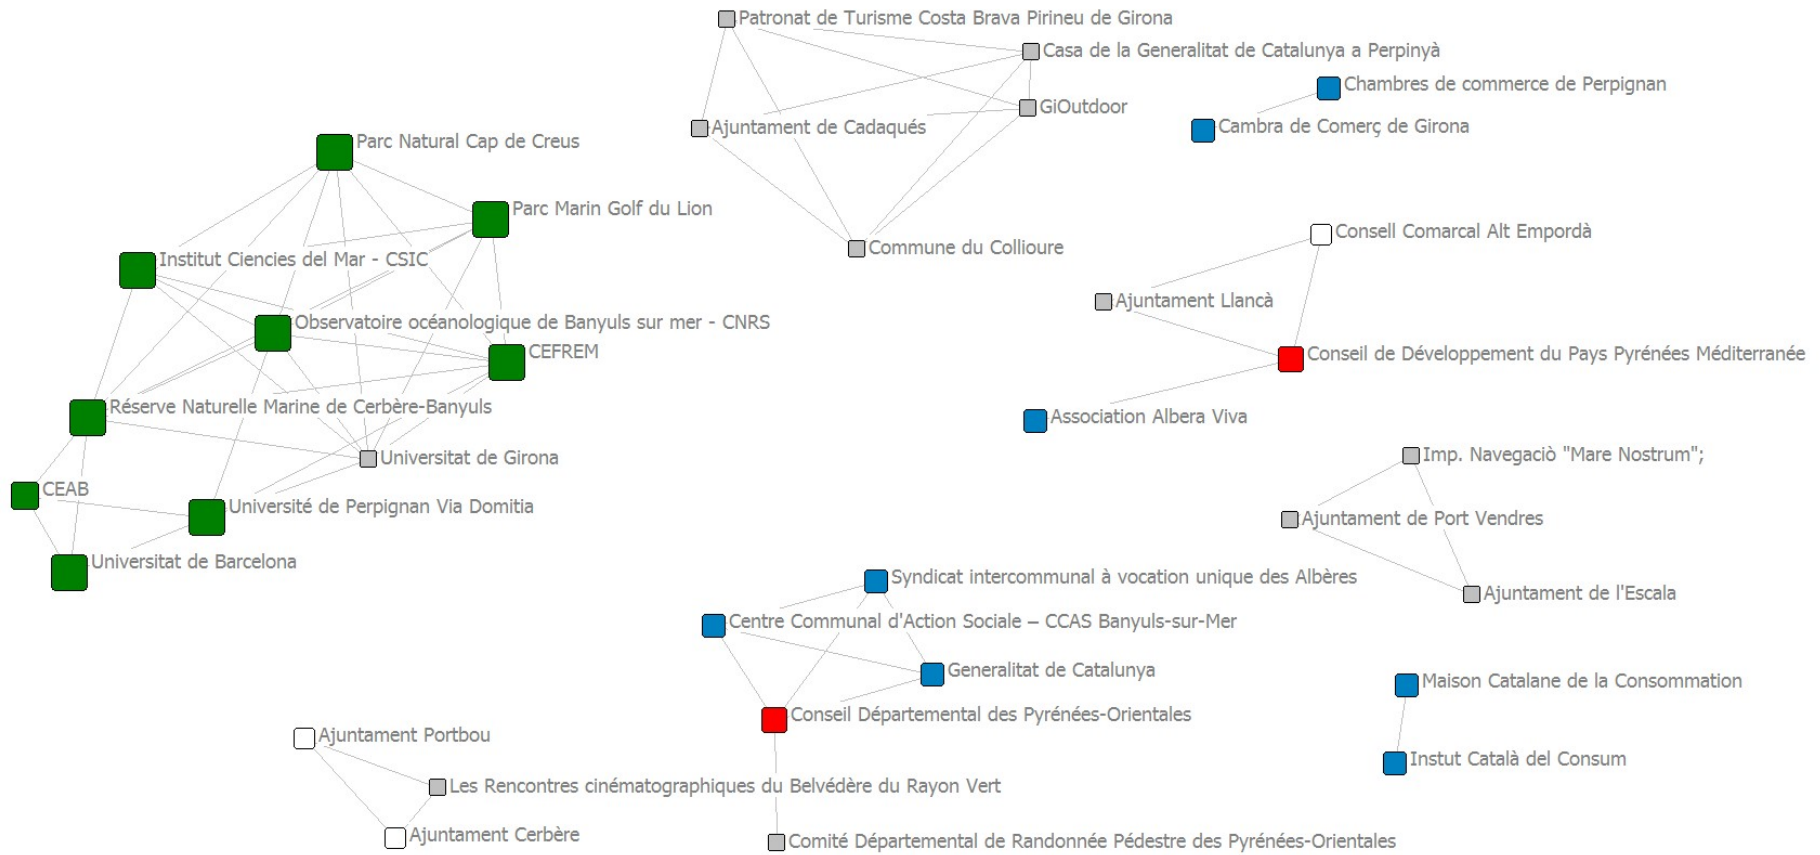 Patronat de Turisme Costa Brava Pirineu de Girona
Casa de la Generalitat de Catalunya a Perpinyà
Chambres de commerce de Perpignan
GiOutdoor
Ajuntament de Cadaqués
Cambra de Comerç de Girona
Parc Natural Cap de Creus
Parc Marin Golf du Lion
Consell Comarcal Alt Empordà
Commune du Collioure
Institut Ciencies del Mar - CSIC
Ajuntament Llancà
Observatoire océanologique de Banyuls sur mer - CNRS
CEFREM
Conseil de Développement du Pays Pyrénées Méditerranée
Réserve Naturelle Marine de Cerbère-Banyuls
Association Albera Viva
Universitat de Girona
Imp. Navegaciò "Mare Nostrum";
CEAB
Université de Perpignan Via Domitia
Ajuntament de Port Vendres
Universitat de Barcelona
Syndicat intercommunal à vocation unique des Albères
Ajuntament de l'Escala
Centre Communal d'Action Sociale – CCAS Banyuls-sur-Mer
Generalitat de Catalunya
Maison Catalane de la Consommation
Conseil Départemental des Pyrénées-Orientales
Ajuntament Portbou
Instut Català del Consum
Les Rencontres cinématographiques du Belvédère du Rayon Vert
Ajuntament Cerbère
Comité Départemental de Randonnée Pédestre des Pyrénées-Orientales